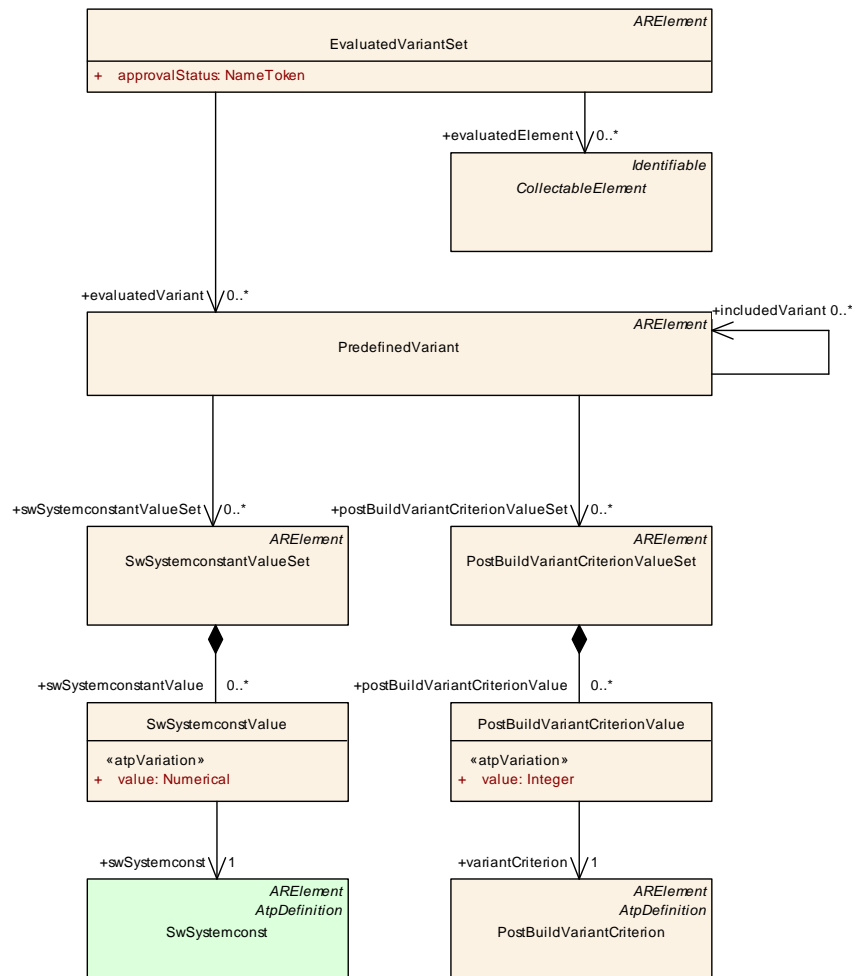 ARElement
EvaluatedVariantSet
+ approvalStatus: NameToken
+evaluatedElement 0..*
Identifiable
CollectableElement
+evaluatedVariant 0..*
+includedVariant 0..*
ARElement
PredefinedVariant
+swSystemconstantValueSet 0..*
+postBuildVariantCriterionValueSet 0..*
ARElement
SwSystemconstantValueSet
ARElement
PostBuildVariantCriterionValueSet
+swSystemconstantValue 0..*
+postBuildVariantCriterionValue 0..*
SwSystemconstValue
PostBuildVariantCriterionValue
«atpVariation»
+ value: Numerical
«atpVariation»
+ value: Integer
+swSystemconst 1
+variantCriterion 1
ARElement
AtpDefinition
SwSystemconst
ARElement
AtpDefinition
PostBuildVariantCriterion